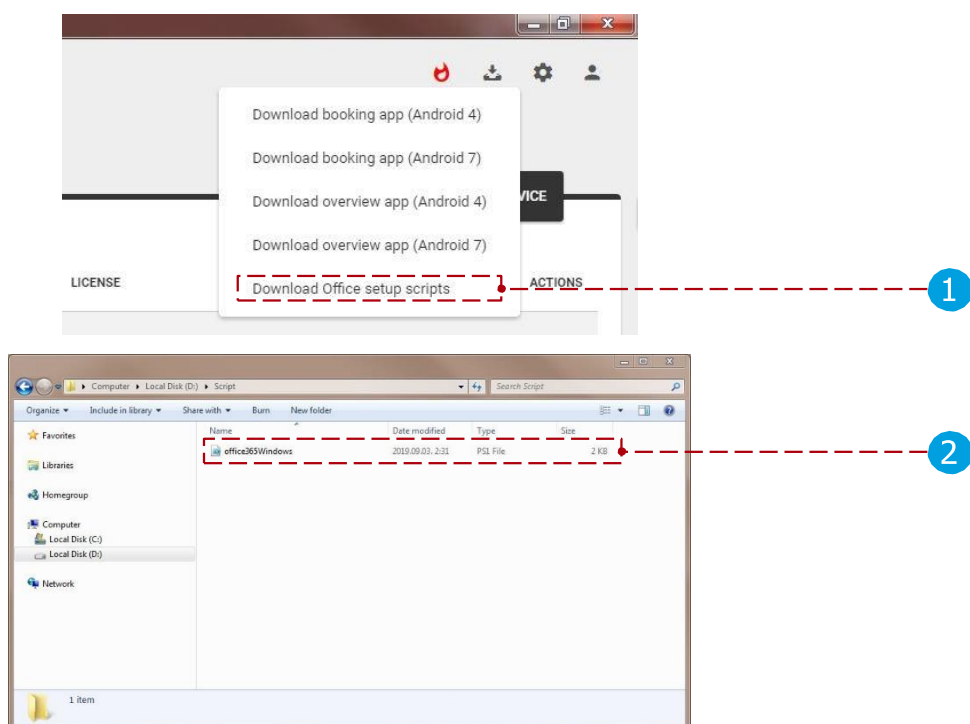 Download booking app (Android 4)
Download booking app (Android 7)
Download overview app (Android 4)
VICE
Download overview app (Android 7)
LICENSE
Download Office setup scripts
ACTIONS
1
Computer ▸ Local Disk (D:) ▸ Script
Search Script
Organize Include in library Share with Burn New folder
Favorites
Name Date modified Type Size
office365Windows 2019.09.03. 2:31 PS1 File 2 KB
2
Libraries
Homegroup
Computer
Local Disk (C:)
Local Disk (D:)
Network
1 item